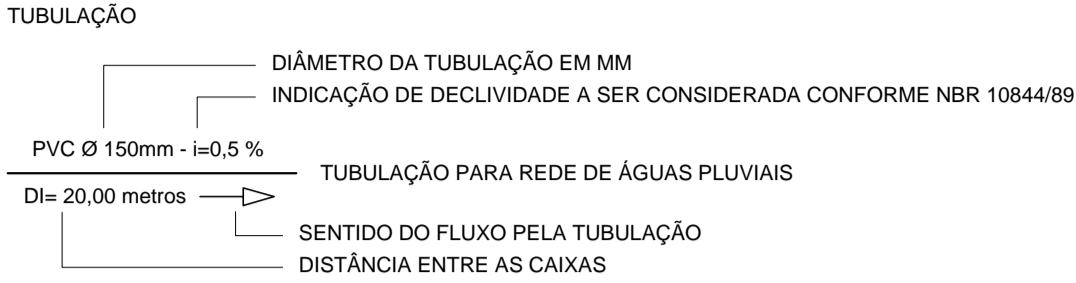 TUBULAÇÃO
DIÂMETRO DA TUBULAÇÃO EM MM
INDICAÇÃO DE DECLIVIDADE A SER CONSIDERADA CONFORME NBR 10844/89
PVC Ø 150mm - i=0,5 %
TUBULAÇÃO PARA REDE DE ÁGUAS PLUVIAIS
DI= 20,00 metros
SENTIDO DO FLUXO PELA TUBULAÇÃO
DISTÂNCIA ENTRE AS CAIXAS